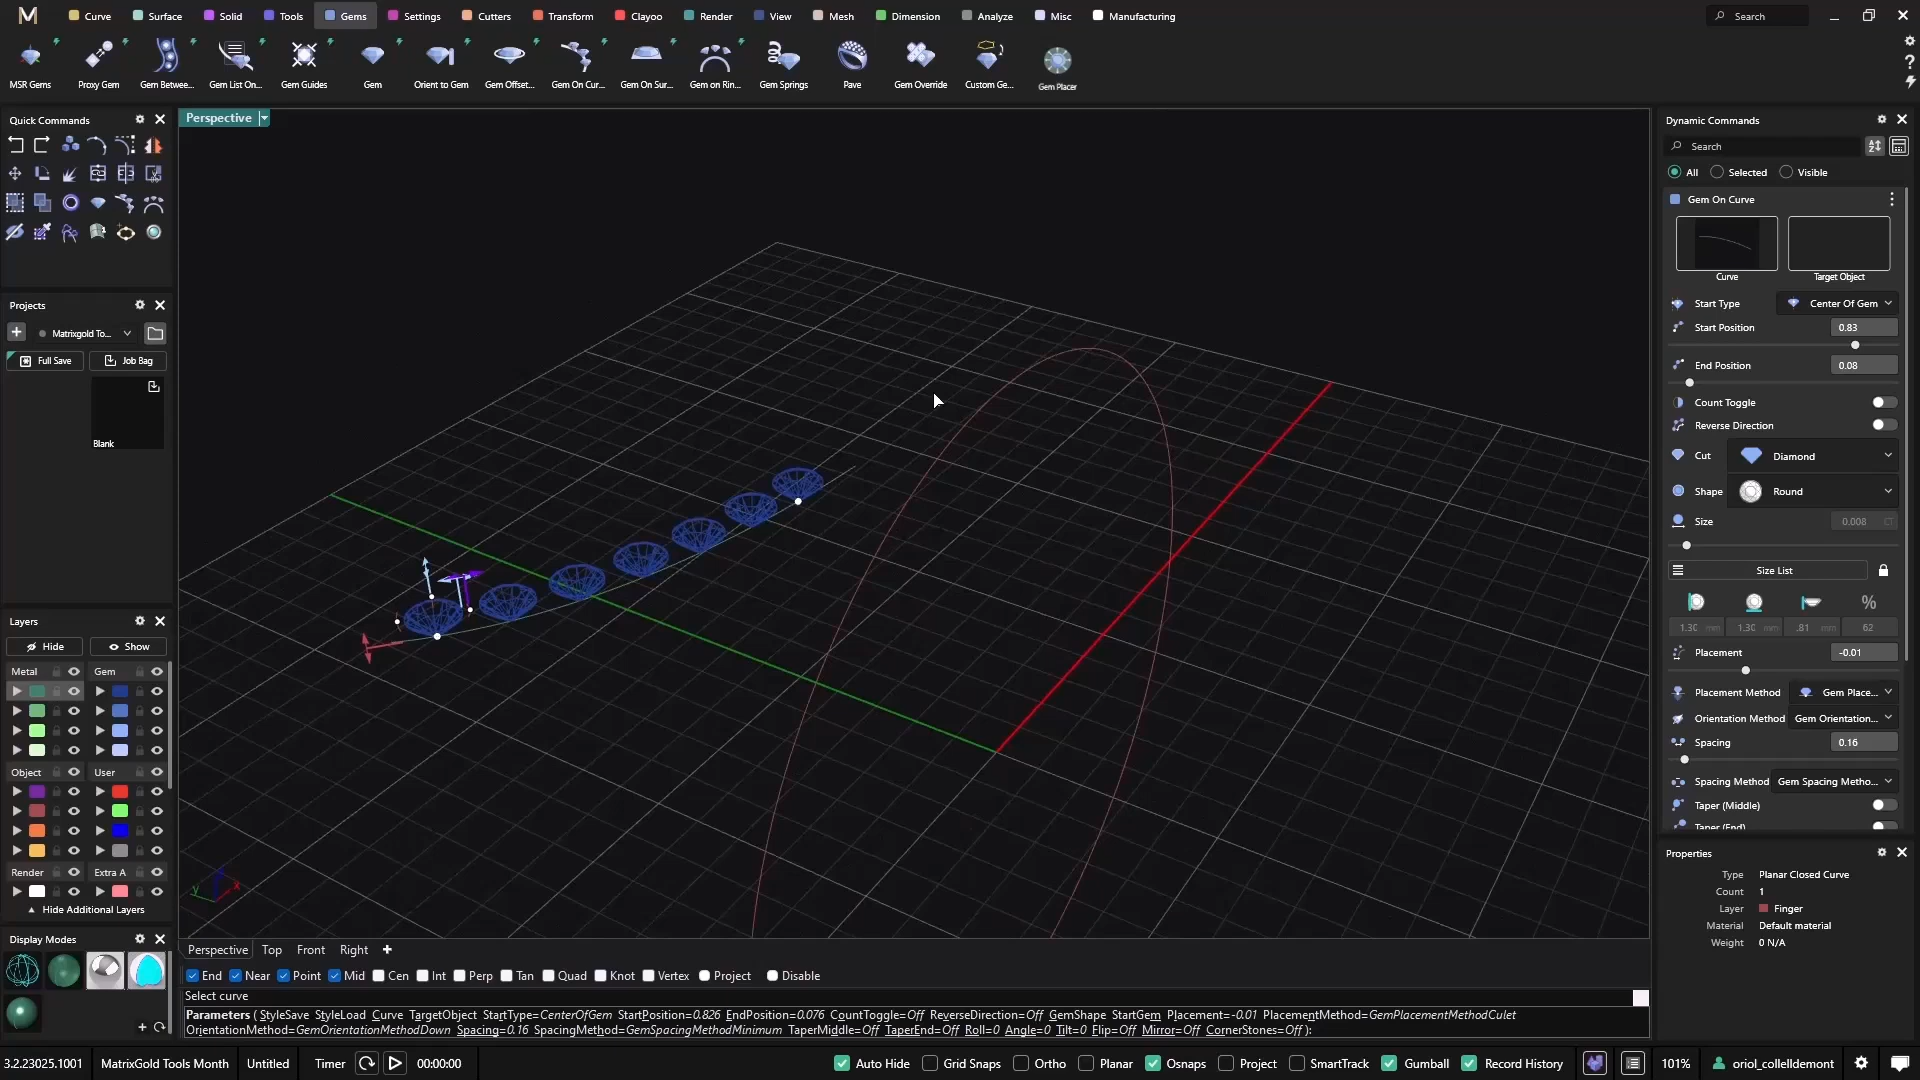 Curve Surface Solid Tools Gems Settings Cutters Transform Clayoo Render View Mesh Dimension Analyze Misc Manufacturing Search
MSR Gems Proxy Gem Gem Betwee... Gem List On... Gem Guides Gem Orient to Gem Gem Offset... Gem On Cur... Gem On Sur... Gem on Rin... Gem Springs Pave Gem Override Custom Ge... Gem Placer
Quick Commands
Projects
Matrixgold To...
Full Save Job Bag
Blank
Layers
Hide Show
Metal Gem
Object User
Render Extra A
Hide Additional Layers
Display Modes
Perspective
y x
Perspective Top Front Right
End Near Point Mid Cen Int Perp Tan Quad Knot Vertex Project Disable
Select curve
Parameters ( StyleSave StyleLoad Curve TargetObject StartType=CenterOfGem StartPosition=0.826 EndPosition=0.076 CountToggle=Off ReverseDirection=Off GemShape StartGem Placement=-0.01 PlacementMethod=GemPlacementMethodCulet
OrientationMethod=GemOrientationMethodDown Spacing=0.16 SpacingMethod=GemSpacingMethodMinimum TaperMiddle=Off TaperEnd=Off Roll=0 Angle=0 Tilt=0 Flip=Off Mirror=Off CornerStones=Off ):
Dynamic Commands
Search
All Selected Visible
Gem On Curve
Curve Target Object
Start Type Center Of Gem
Start Position 0.83
End Position 0.08
Count Toggle
Reverse Direction
Cut Diamond
Shape Round
Size 0.008
Size List
%
1.30 mm 1.30 mm .81 mm 62
Placement -0.01
Placement Method Gem Place...
Orientation Method Gem Orientation...
Spacing 0.16
Spacing Method Gem Spacing Metho...
Taper (Middle)
Taper (End)
Properties
Type Planar Closed Curve
Count 1
Layer Finger
Material Default material
Weight 0 N/A
3.2.23025.1001 MatrixGold Tools Month Untitled Timer 00:00:00 Auto Hide Grid Snaps Ortho Planar Osnaps Project SmartTrack Gumball Record History 101% oriol_collelldemont